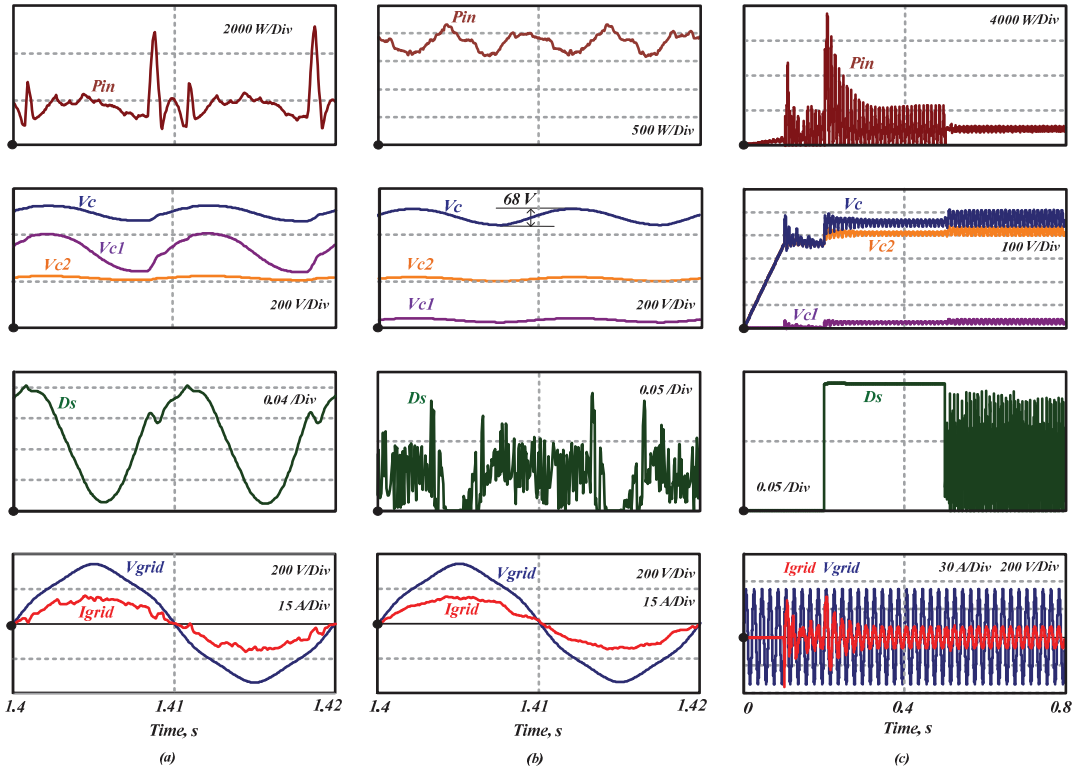 2000 W/Div
Pin
Pin
500 W/Div
4000 W/Div
Pin
Vc
Vc1
Vc2
200 V/Div
Vc
68 V
Vc2
Vc1
200 V/Div
Vc
Vc2
100 V/Div
Vc1
Ds
0.04 /Div
Ds
0.05 /Div
Ds
0.05 /Div
Vgrid
200 V/Div
Igrid
15 A/Div
Vgrid
200 V/Div
Igrid
15 A/Div
Igrid Vgrid
30 A/Div 200 V/Div
1.4 1.41 1.42
Time, s
(a)
1.4 1.41 1.42
Time, s
(b)
0 0.4 0.8
Time, s
(c)